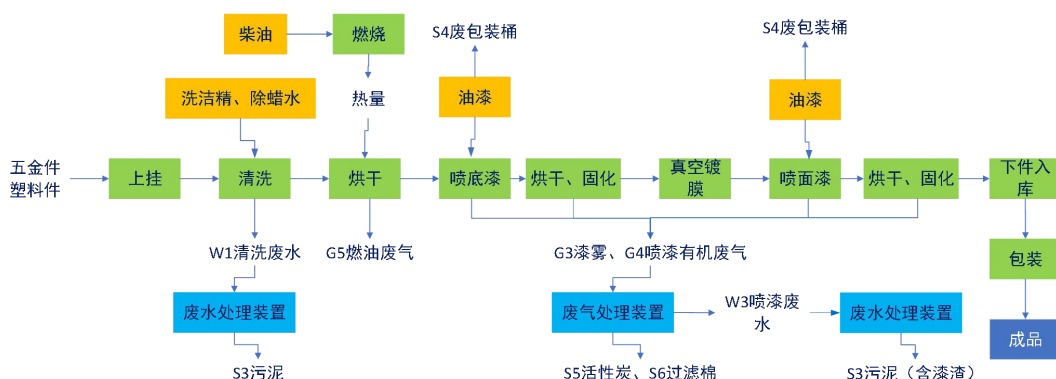 柴油
燃烧
S4废包装桶
S4废包装桶
洗洁精、除蜡水
热量
油漆
油漆
五金件
塑料件
上挂
清洗
烘干
喷底漆
烘干、固化
真空镀
膜
喷面漆
烘干、固化
下件入
库
W1清洗废水
G5燃油废气
G3漆雾、G4喷漆有机废气
包装
废水处理装置
废气处理装置
W3喷漆废
水
废水处理装置
成品
S3污泥
S5活性炭、S6过滤棉
S3污泥（含漆渣）